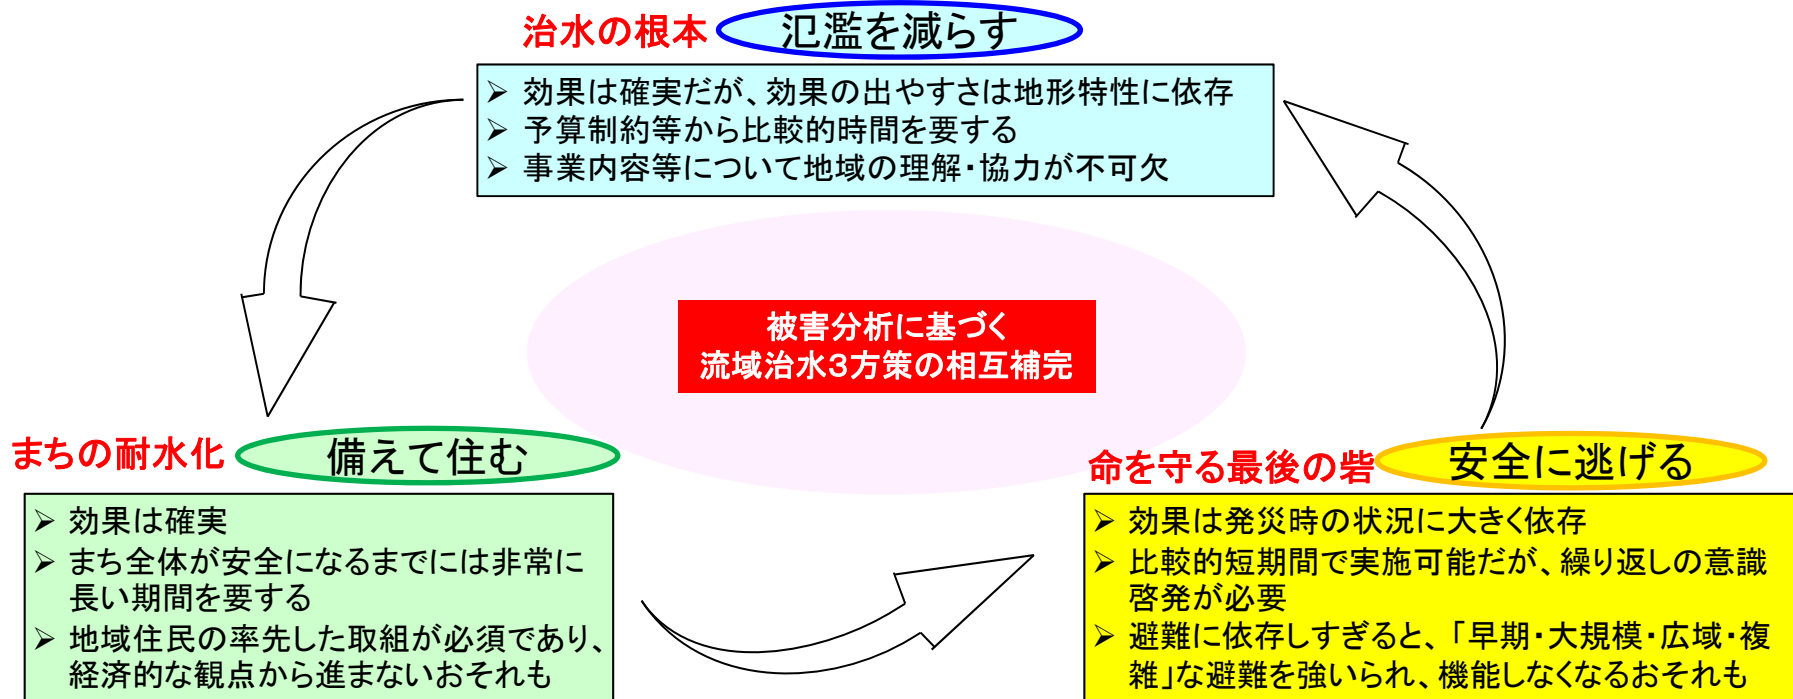 治水の根本 氾濫を減らす
➢ 効果は確実だが、効果の出やすさは地形特性に依存
➢ 予算制約等から比較的時間を要する
➢ 事業内容等について地域の理解・協力が不可欠
被害分析に基づく
流域治水3方策の相互補完
まちの耐水化 備えて住む
➢ 効果は確実
➢ まち全体が安全になるまでには非常に
長い期間を要する
➢ 地域住民の率先した取組が必須であり、
経済的な観点から進まないおそれも
命を守る最後の砦 安全に逃げる
➢ 効果は発災時の状況に大きく依存
➢ 比較的短期間で実施可能だが、繰り返しの意識
啓発が必要
➢ 避難に依存しすぎると、「早期・大規模・広域・複
雑」な避難を強いられ、機能しなくなるおそれも